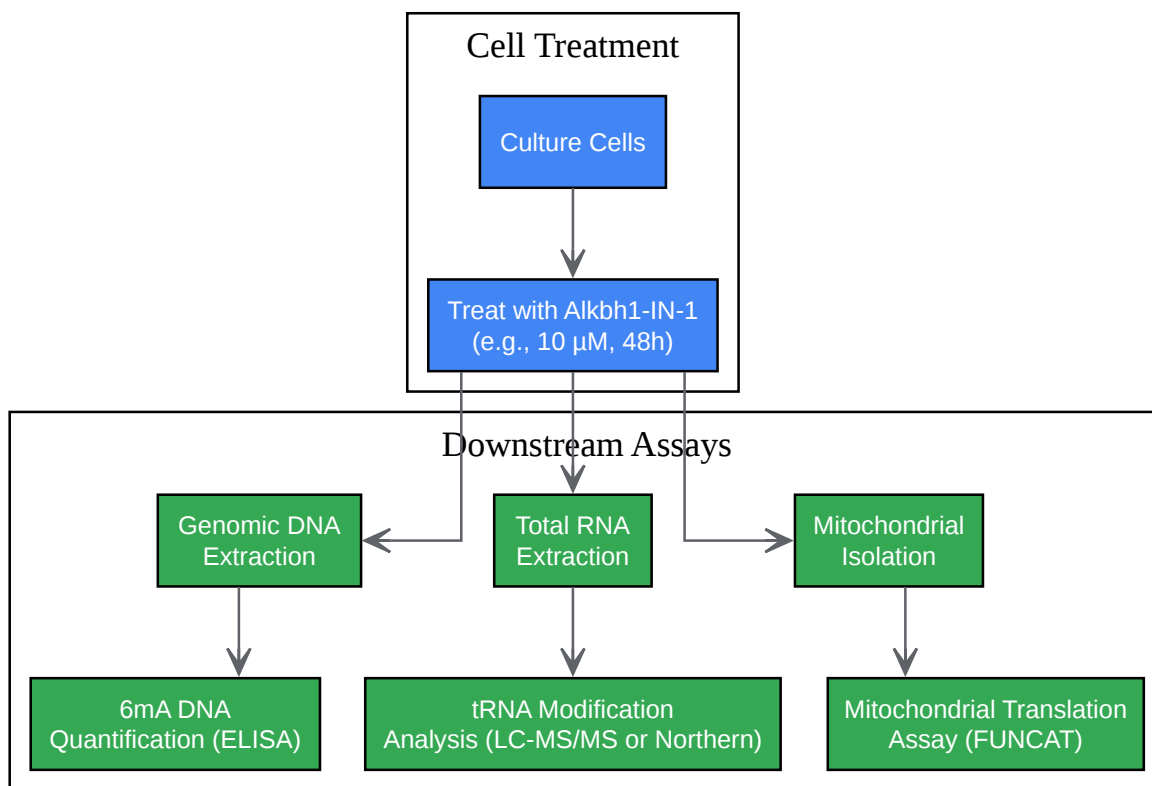 Cell Treatment
Culture Cells
Treat with Alkbh1-IN-1
(e.g., 10 µM, 48h)
Downstream Assays
Genomic DNA
Extraction
Total RNA
Extraction
Mitochondrial
Isolation
6mA DNA
Quantification (ELISA)
tRNA Modification
Analysis (LC-MS/MS or Northern)
Mitochondrial Translation
Assay (FUNCAT)